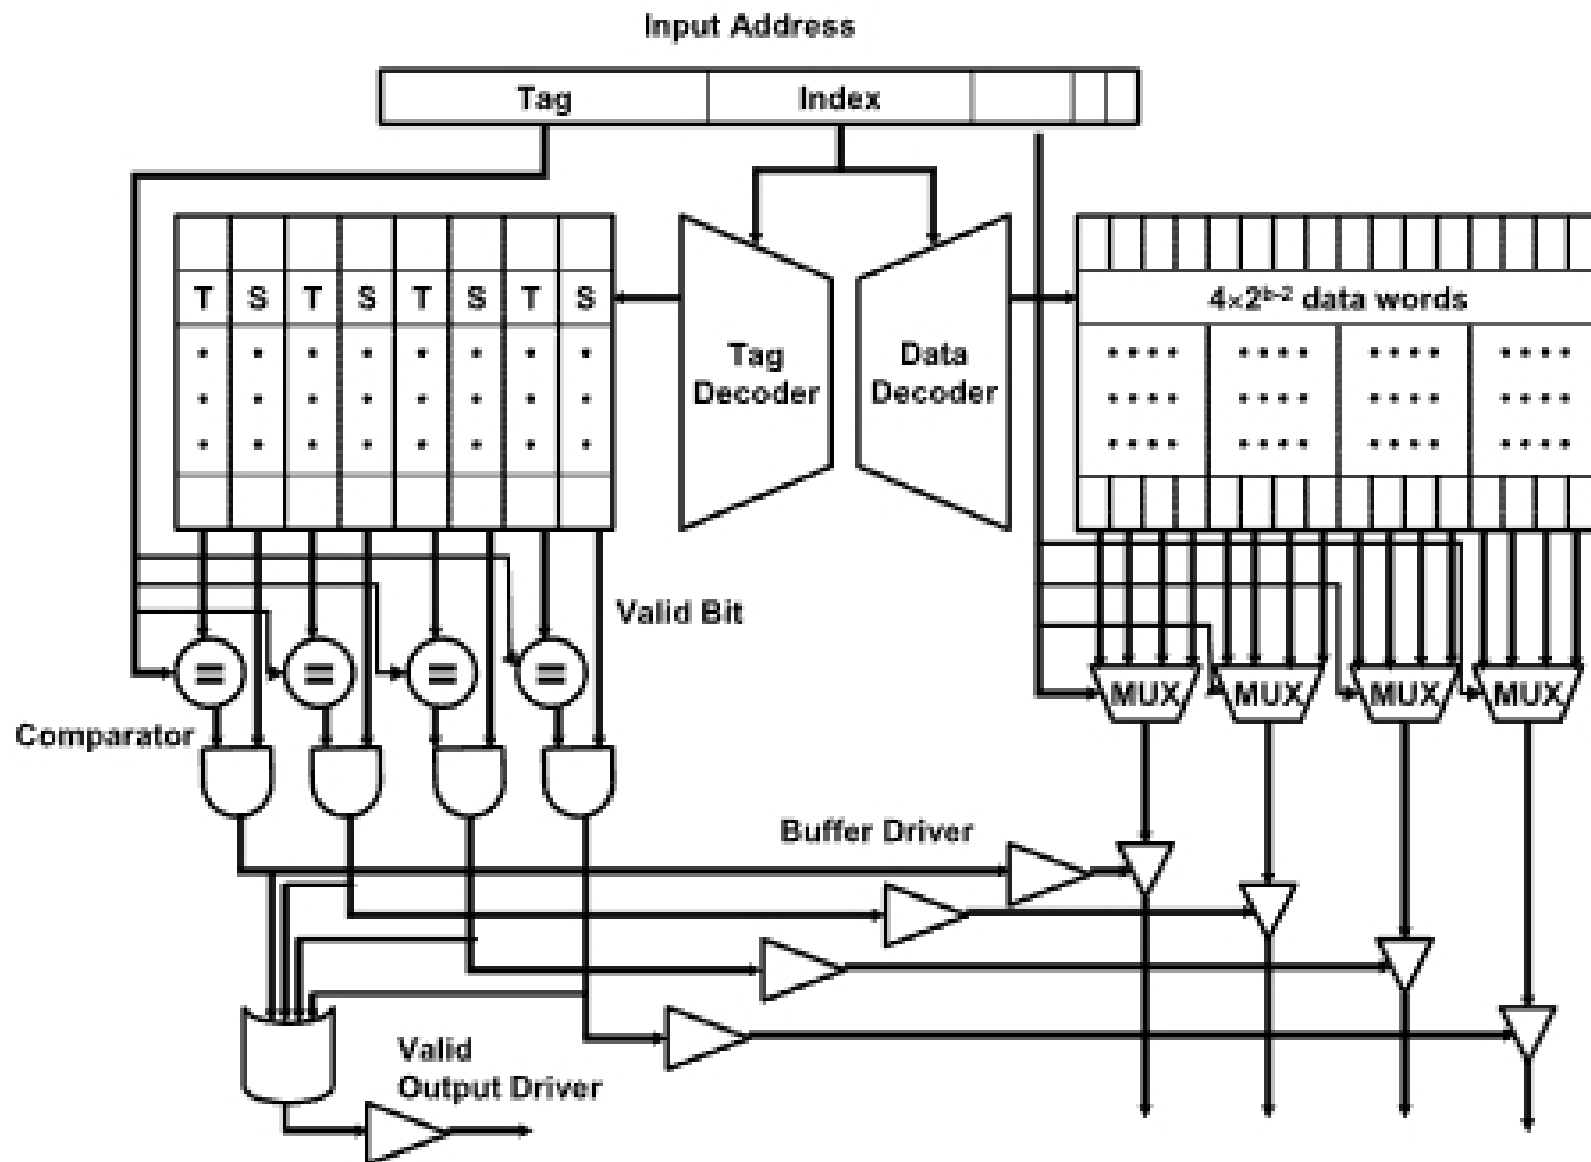 Input Address
Tag Index
T S T S T S T S
Tag
Decoder
Data
Decoder
4×2ᵇ⁻² data words
Valid Bit
Comparator
MUX MUX MUX MUX
Buffer Driver
Valid
Output Driver